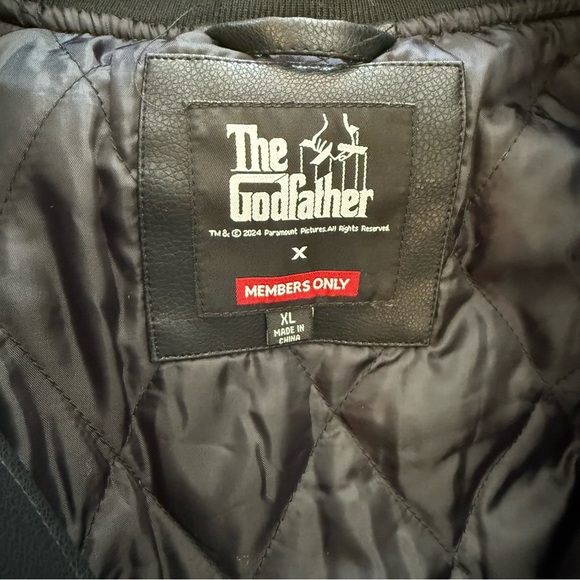 The
Godfather
TM & © 2024 Paramount Pictures. All Rights Reserved.
X
MEMBERS ONLY
XL
MADE IN
CHINA